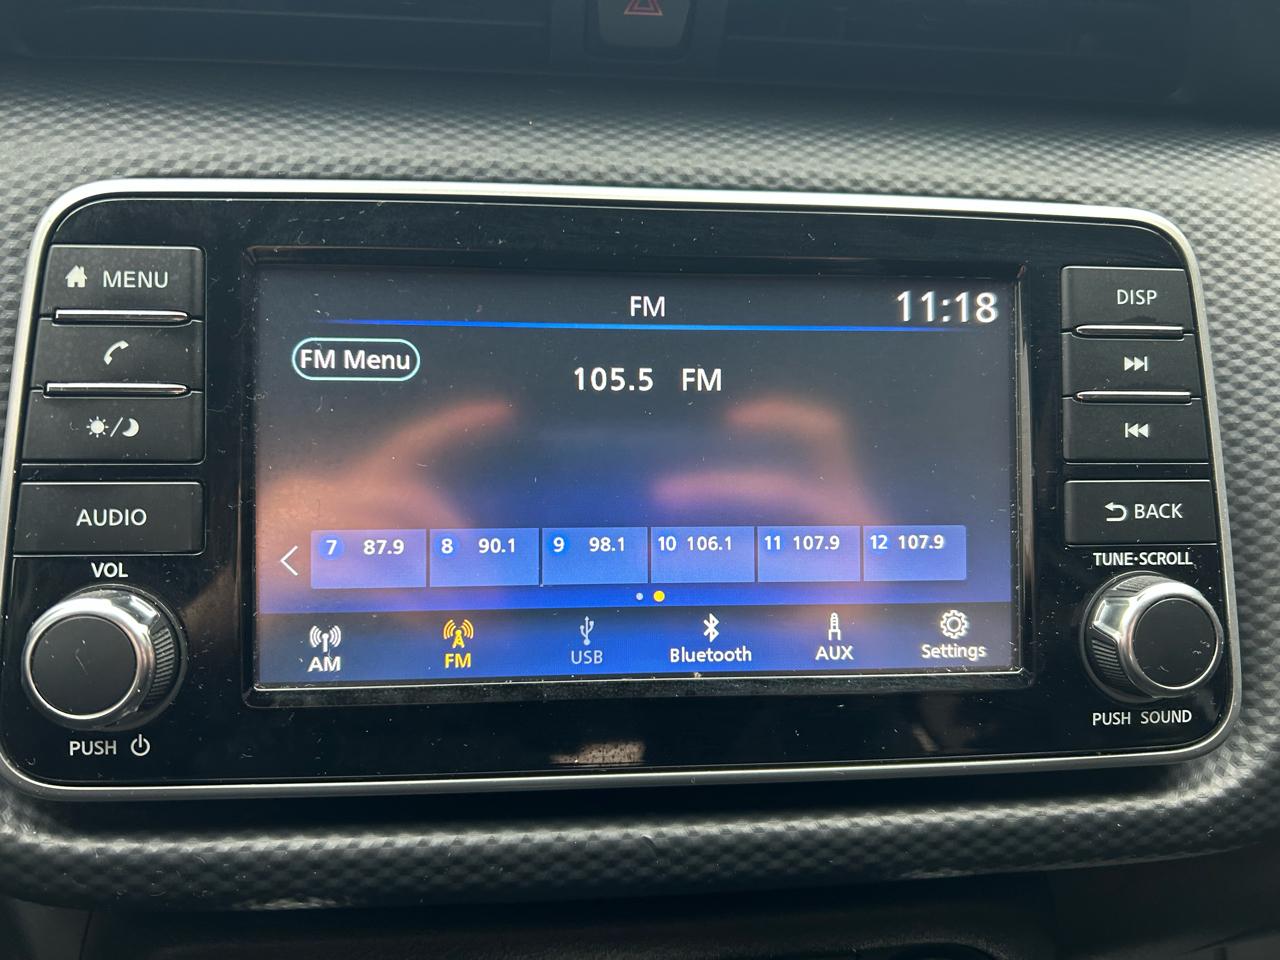 MENU
AUDIO
VOL
PUSH
FM
11:18
FM Menu
105.5 FM
7 87.9
8 90.1
9 98.1
10 106.1
11 107.9
12 107.9
AM
FM
USB
Bluetooth
AUX
Settings
DISP
BACK
TUNE·SCROLL
PUSH SOUND